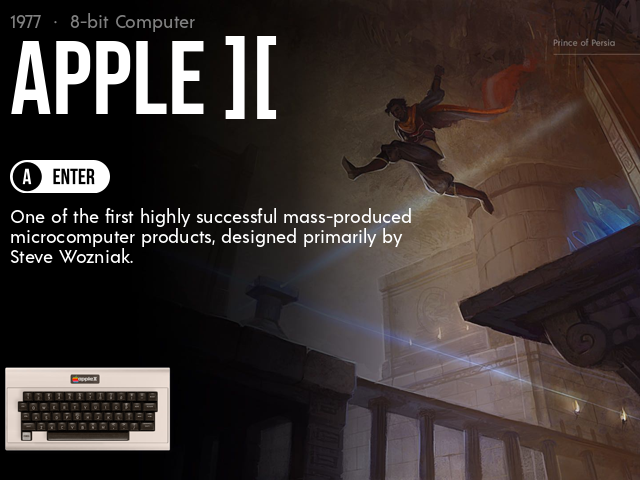 1977 · 8-bit Computer
Prince of Persia
APPLE ][
A ENTER
One of the first highly successful mass-produced
microcomputer products, designed primarily by
Steve Wozniak.
apple ][